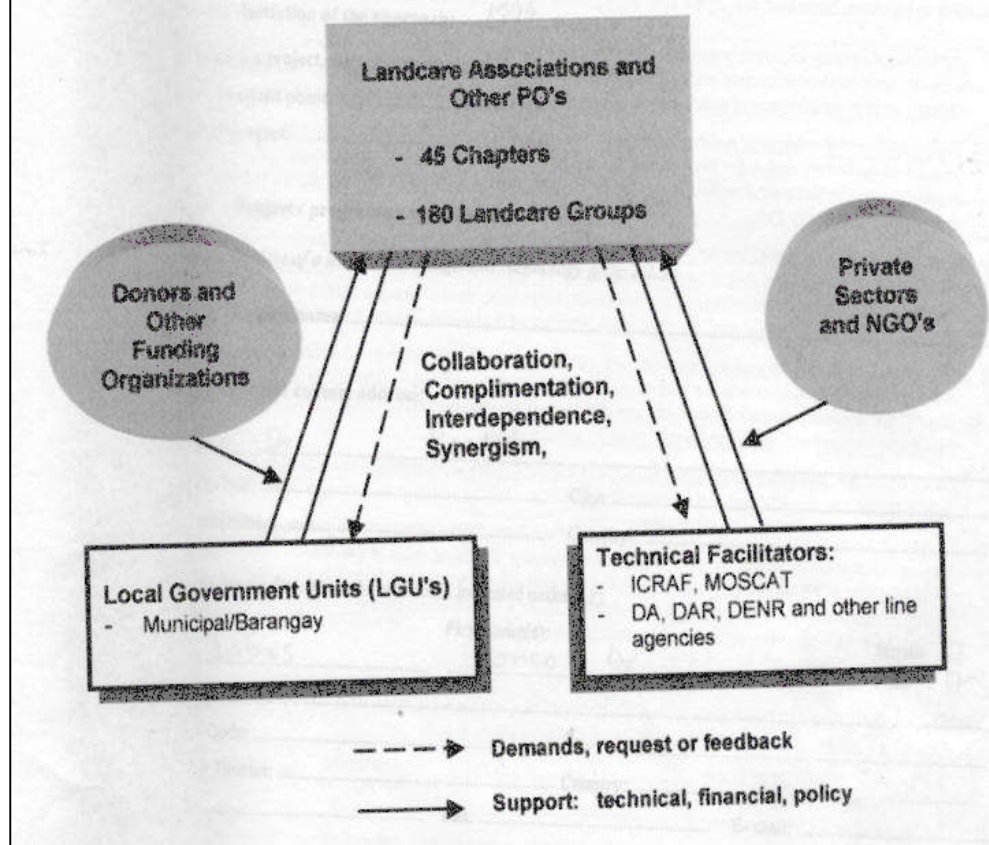 Landcare Associations and
Other PO's
- 45 Chapters
- 180 Landcare Groups
Donors and
Other
Funding
Organizations
Private
Sectors
and NGO's
Collaboration,
Complimentation,
Interdependence,
Synergism,
Local Government Units (LGU's)
- Municipal/Barangay
Technical Facilitators:
- ICRAF, MOSCAT
- DA, DAR, DENR and other line
agencies
Demands, request or feedback
Support: technical, financial, policy